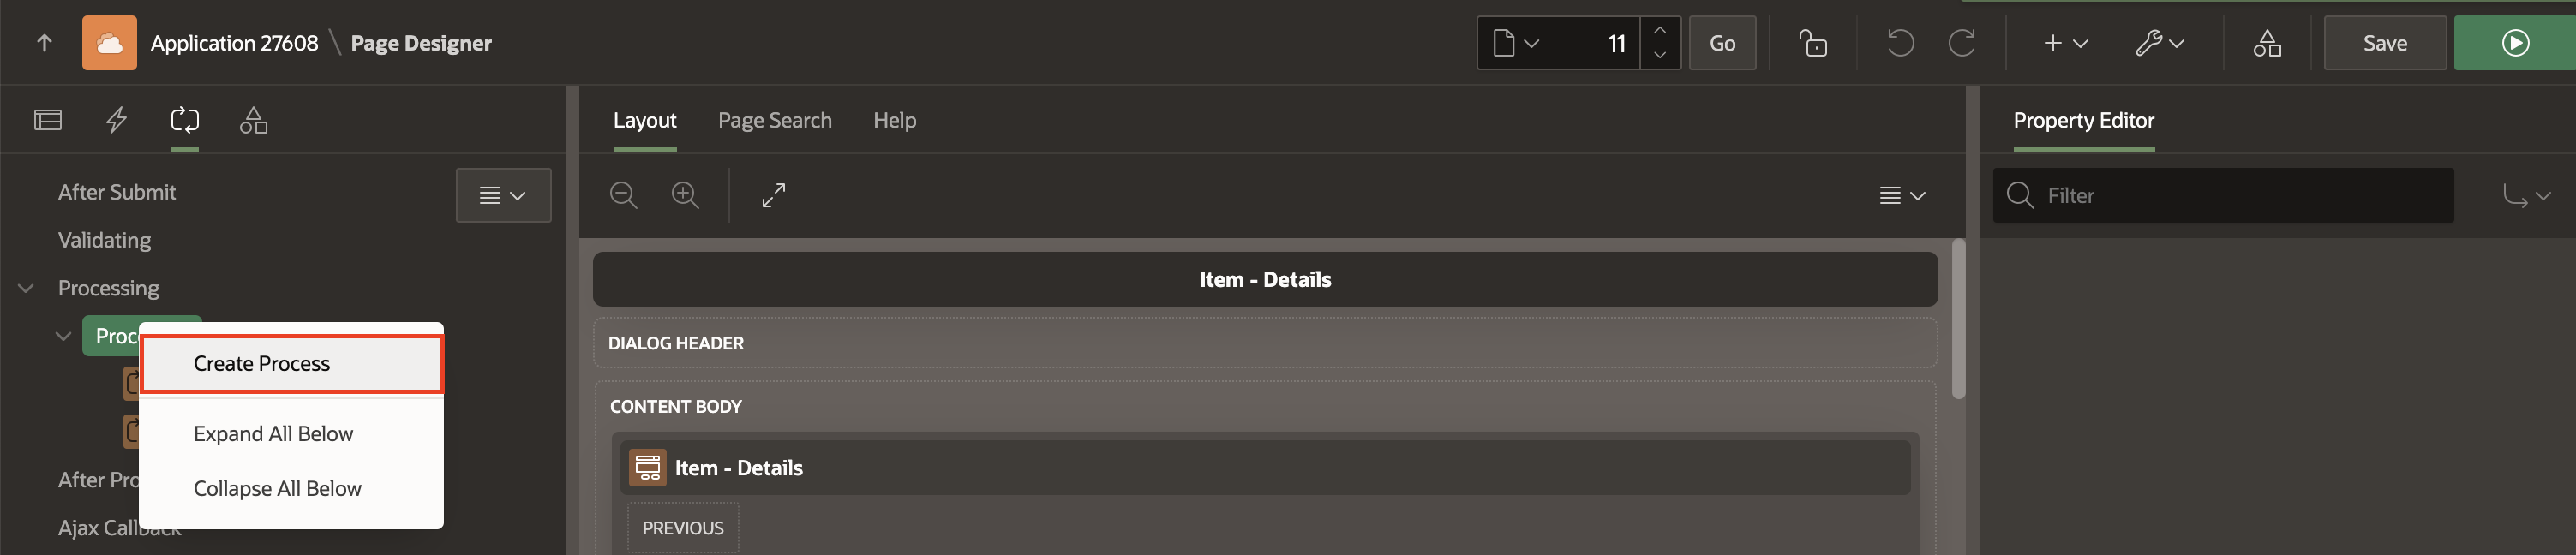 Application 27608 \ Page Designer
11
Go
Save
Layout
Page Search
Help
Property Editor
After Submit
Validating
Processing
Proc
Create Process
Expand All Below
Collapse All Below
After Pro
Ajax Callback
Filter
Item - Details
DIALOG HEADER
CONTENT BODY
Item - Details
PREVIOUS